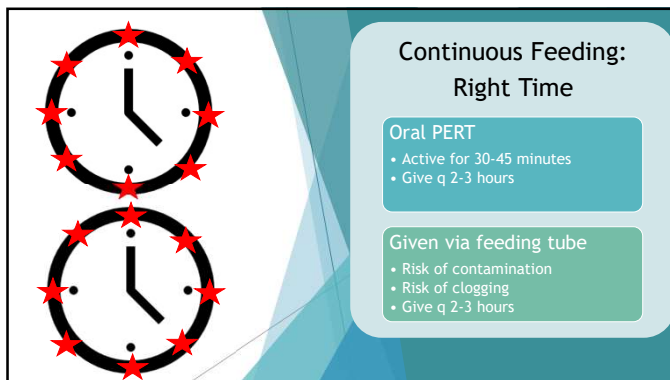 Continuous Feeding:
Right Time
Oral PERT
• Active for 30-45 minutes
• Give q 2-3 hours
Given via feeding tube
• Risk of contamination
• Risk of clogging
• Give q 2-3 hours